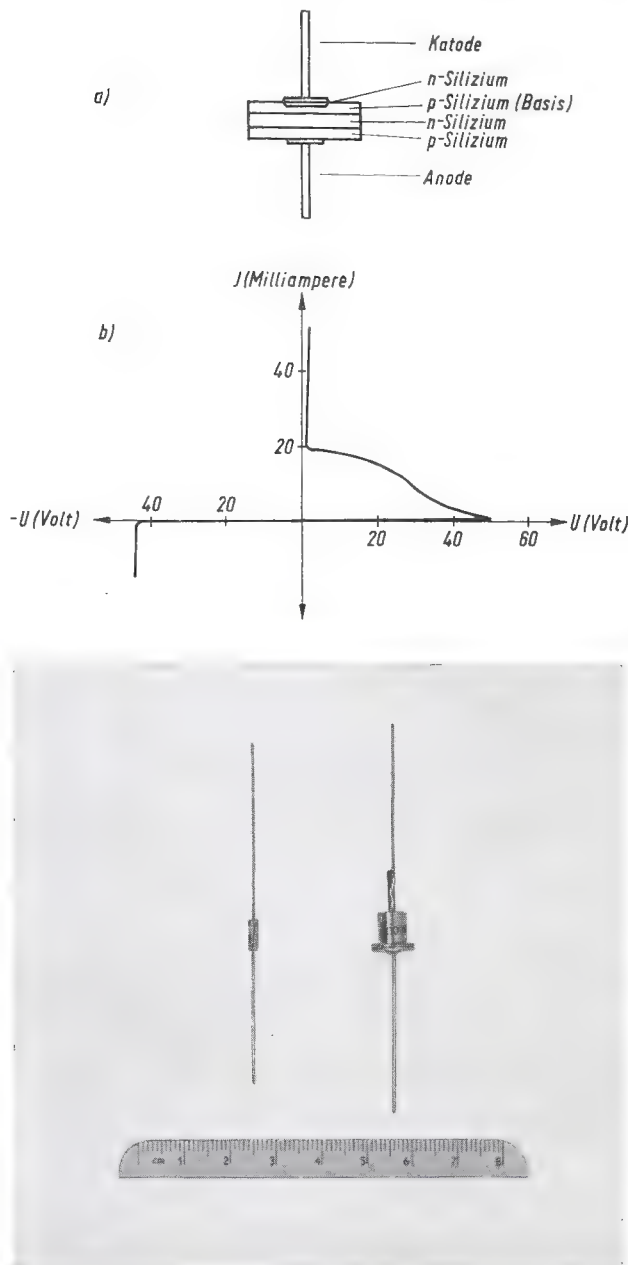 Katode
n-Silizium
a)
p-Silizium (Basis)
n-Silizium
p-Silizium
Anode
J (Milliampere)
b)
40
20
-U (Volt) 40 20
U (Volt)
20 40 60
cm 1 2 3 4 5 6 7 8